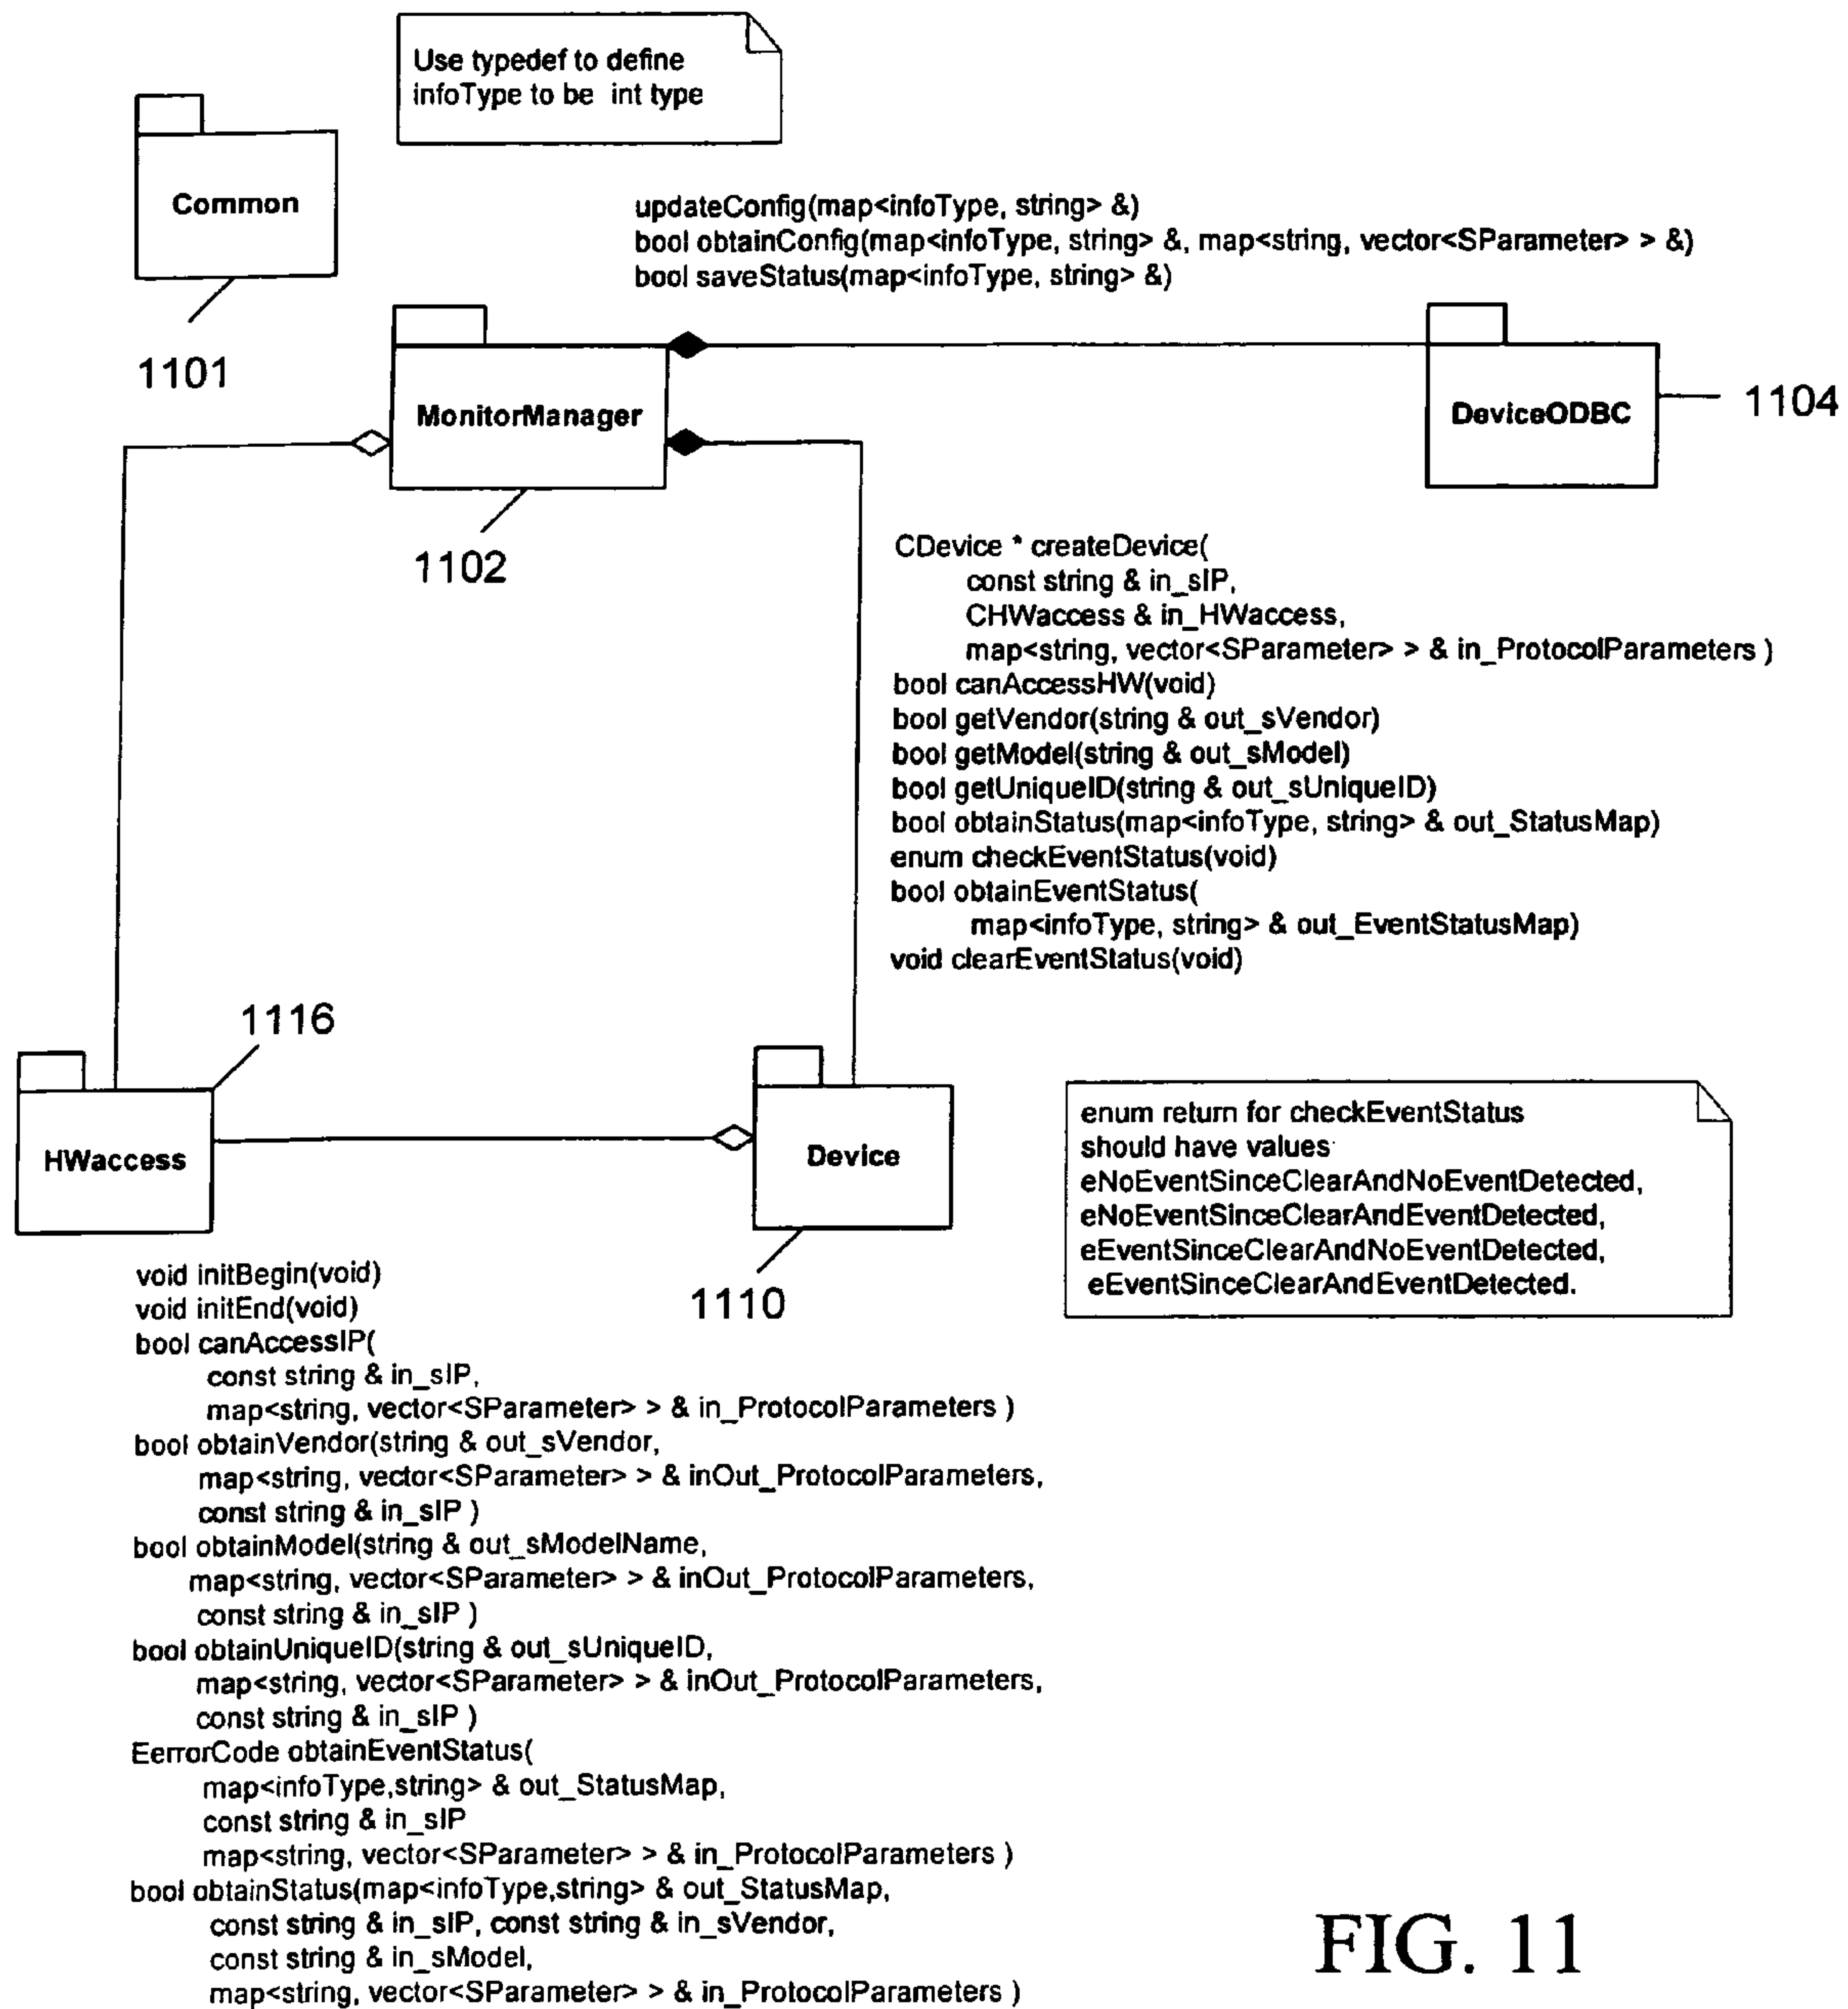 Use typedef to define
infoType to be int type
Common
1101
updateConfig(map<infoType, string> &)
bool obtainConfig(map<infoType, string> &, map<string, vector<SParameter> > &)
bool saveStatus(map<infoType, string> &)
MonitorManager
1102
DeviceODBC
1104
CDevice * createDevice(
const string & in_sIP,
CHWaccess & in_HWaccess,
map<string, vector<SParameter> > & in_ProtocolParameters )
bool canAccessHW(void)
bool getVendor(string & out_sVendor)
bool getModel(string & out_sModel)
bool getUniqueID(string & out_sUniqueID)
bool obtainStatus(map<infoType, string> & out_StatusMap)
enum checkEventStatus(void)
bool obtainEventStatus(
map<infoType, string> & out_EventStatusMap)
void clearEventStatus(void)
1116
HWaccess
Device
1110
enum return for checkEventStatus
should have values
eNoEventSinceClearAndNoEventDetected,
eNoEventSinceClearAndEventDetected,
eEventSinceClearAndNoEventDetected,
eEventSinceClearAndEventDetected.
void initBegin(void)
void initEnd(void)
bool canAccessIP(
const string & in_sIP,
map<string, vector<SParameter> > & in_ProtocolParameters )
bool obtainVendor(string & out_sVendor,
map<string, vector<SParameter> > & inOut_ProtocolParameters,
const string & in_sIP )
bool obtainModel(string & out_sModelName,
map<string, vector<SParameter> > & inOut_ProtocolParameters,
const string & in_sIP )
bool obtainUniqueID(string & out_sUniqueID,
map<string, vector<SParameter> > & inOut_ProtocolParameters,
const string & in_sIP )
EerrorCode obtainEventStatus(
map<infoType,string> & out_StatusMap,
const string & in_sIP
map<string, vector<SParameter> > & in_ProtocolParameters )
bool obtainStatus(map<infoType,string> & out_StatusMap,
const string & in_sIP, const string & in_sVendor,
const string & in_sModel,
map<string, vector<SParameter> > & in_ProtocolParameters )
FIG. 11